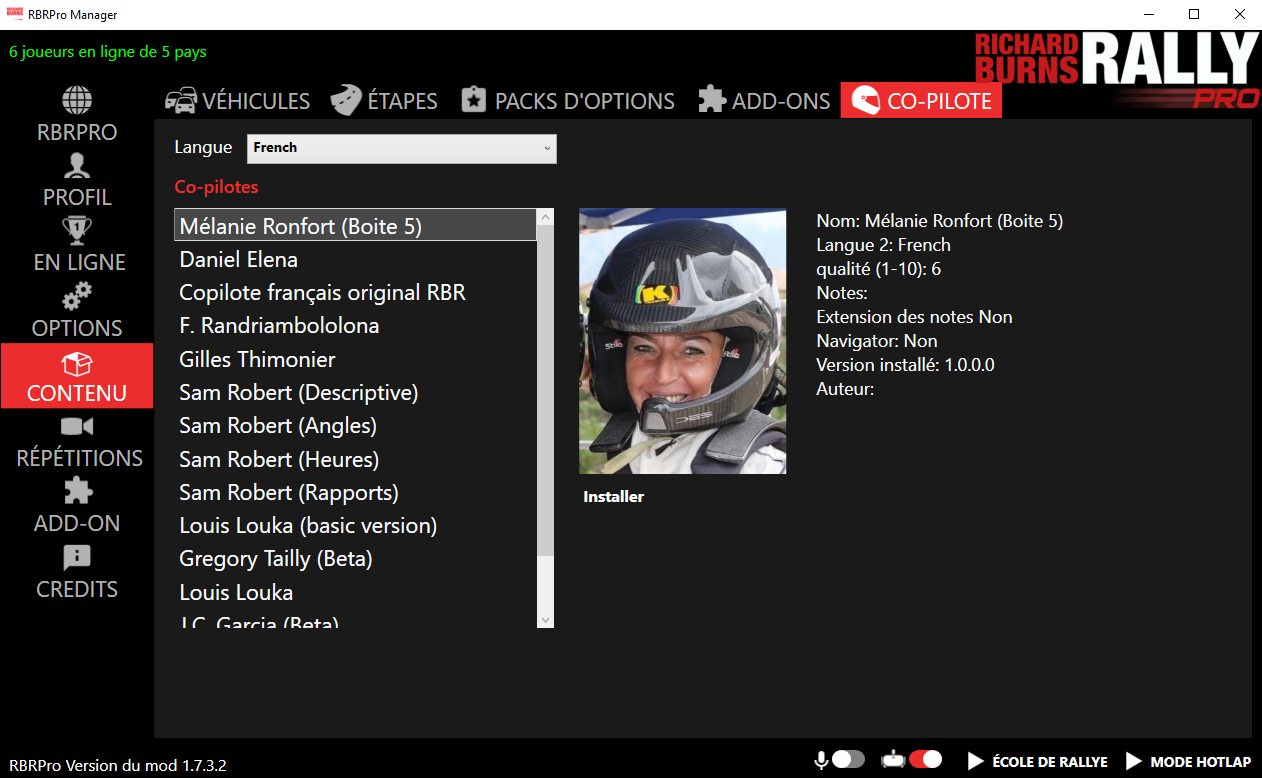 RBRPro Manager
6 joueurs en ligne de 5 pays
RICHARD BURNS RALLY PRO
RBRPRO
PROFIL
EN LIGNE
OPTIONS
CONTENU
RÉPÉTITIONS
ADD-ON
CREDITS
VÉHICULES ÉTAPES PACKS D'OPTIONS ADD-ONS CO-PILOTE
Langue French
Co-pilotes
Mélanie Ronfort (Boite 5)
Daniel Elena
Copilote français original RBR
F. Randriambololona
Gilles Thimonier
Sam Robert (Descriptive)
Sam Robert (Angles)
Sam Robert (Heures)
Sam Robert (Rapports)
Louis Louka (basic version)
Gregory Tailly (Beta)
Louis Louka
J.C. Garcia (Beta)
stilo
K
stilo
DES
Installer
Nom: Mélanie Ronfort (Boite 5)
Langue 2: French
qualité (1-10): 6
Notes:
Extension des notes Non
Navigator: Non
Version installé: 1.0.0.0
Auteur:
RBRPro Version du mod 1.7.3.2
ÉCOLE DE RALLYE MODE HOTLAP